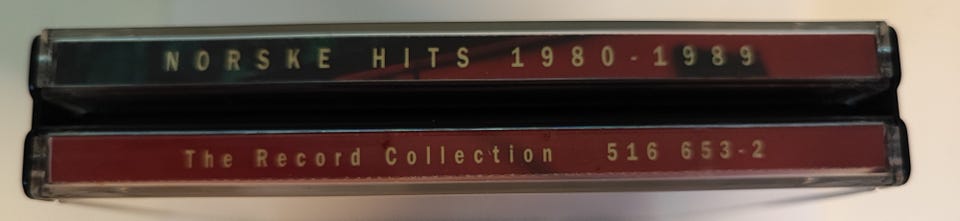 NORSKE HITS 1980-1989
The Record Collection 516 653-2